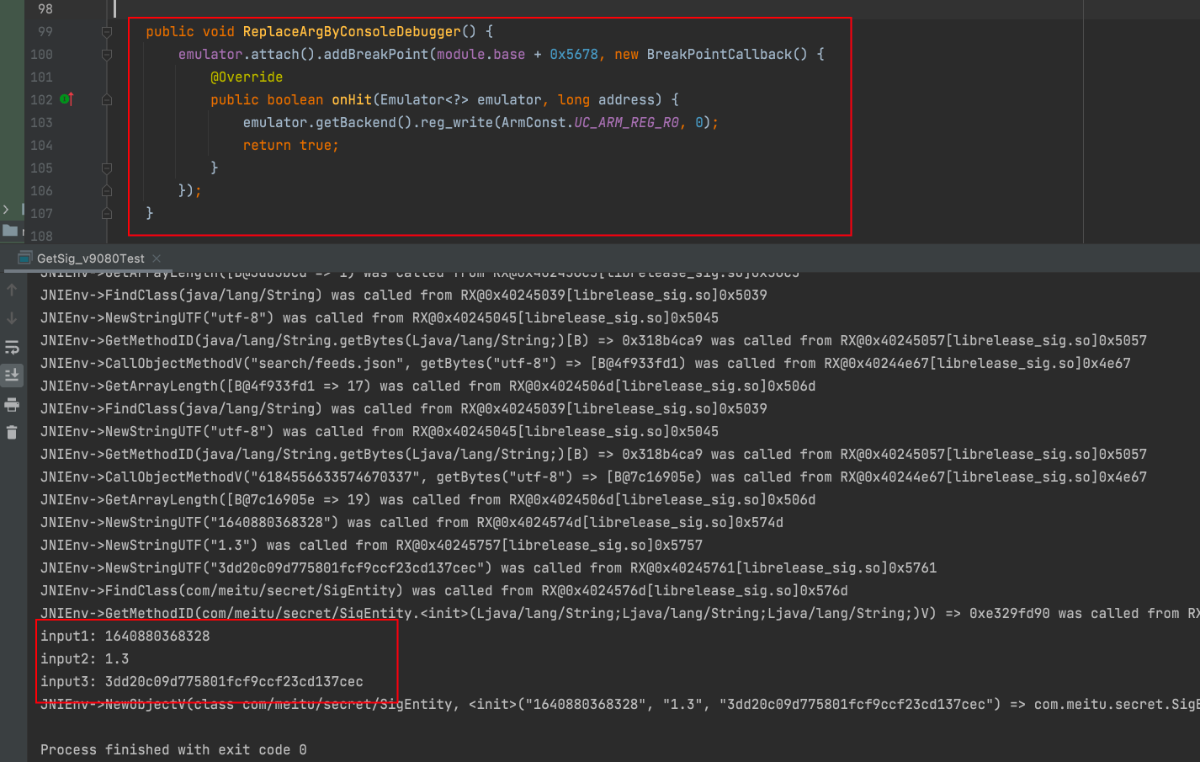 98
99 public void ReplaceArgByConsoleDebugger() {
100 emulator.attach().addBreakPoint(module.base + 0x5678, new BreakPointCallback() {
101 @Override
102 public boolean onHit(Emulator<?> emulator, long address) {
103 emulator.getBackend().reg_write(ArmConst.UC_ARM_REG_R0, 0);
104 return true;
105 }
106 });
107 }
108
GetSig_v9080Test
JNIEnv->GetArrayLength([B@3dd3bcd => 1) was called from
JNIEnv->FindClass(java/lang/String) was called from RX@0x40245039[librelease_sig.so]0x5039
JNIEnv->NewStringUTF("utf-8") was called from RX@0x40245045[librelease_sig.so]0x5045
JNIEnv->GetMethodID(java/lang/String.getBytes(Ljava/lang/String;)[B) => 0x318b4ca9 was called from RX@0x40245057[librelease_sig.so]0x5057
JNIEnv->CallObjectMethodV("search/feeds.json", getBytes("utf-8") => [B@4f933fd1) was called from RX@0x40244e67[librelease_sig.so]0x4e67
JNIEnv->GetArrayLength([B@4f933fd1 => 17) was called from RX@0x4024506d[librelease_sig.so]0x506d
JNIEnv->FindClass(java/lang/String) was called from RX@0x40245039[librelease_sig.so]0x5039
JNIEnv->NewStringUTF("utf-8") was called from RX@0x40245045[librelease_sig.so]0x5045
JNIEnv->GetMethodID(java/lang/String.getBytes(Ljava/lang/String;)[B) => 0x318b4ca9 was called from RX@0x40245057[librelease_sig.so]0x5057
JNIEnv->CallObjectMethodV("6184556633574670337", getBytes("utf-8") => [B@7c16905e) was called from RX@0x40244e67[librelease_sig.so]0x4e67
JNIEnv->GetArrayLength([B@7c16905e => 19) was called from RX@0x4024506d[librelease_sig.so]0x506d
JNIEnv->NewStringUTF("1640880368328") was called from RX@0x4024574d[librelease_sig.so]0x574d
JNIEnv->NewStringUTF("1.3") was called from RX@0x40245757[librelease_sig.so]0x5757
JNIEnv->NewStringUTF("3dd20c09d775801fcf9ccf23cd137cec") was called from RX@0x40245761[librelease_sig.so]0x5761
JNIEnv->FindClass(com/meitu/secret/SigEntity) was called from RX@0x4024576d[librelease_sig.so]0x576d
JNIEnv->GetMethodID(com/meitu/secret/SigEntity.<init>(Ljava/lang/String;Ljava/lang/String;Ljava/lang/String;)V) => 0xe329fd90 was called from RX
input1: 1640880368328
input2: 1.3
input3: 3dd20c09d775801fcf9ccf23cd137cec
JNIEnv->NewObjectV(class com/meitu/secret/SigEntity, <init>("1640880368328", "1.3", "3dd20c09d775801fcf9ccf23cd137cec") => com.meitu.secret.SigE
Process finished with exit code 0